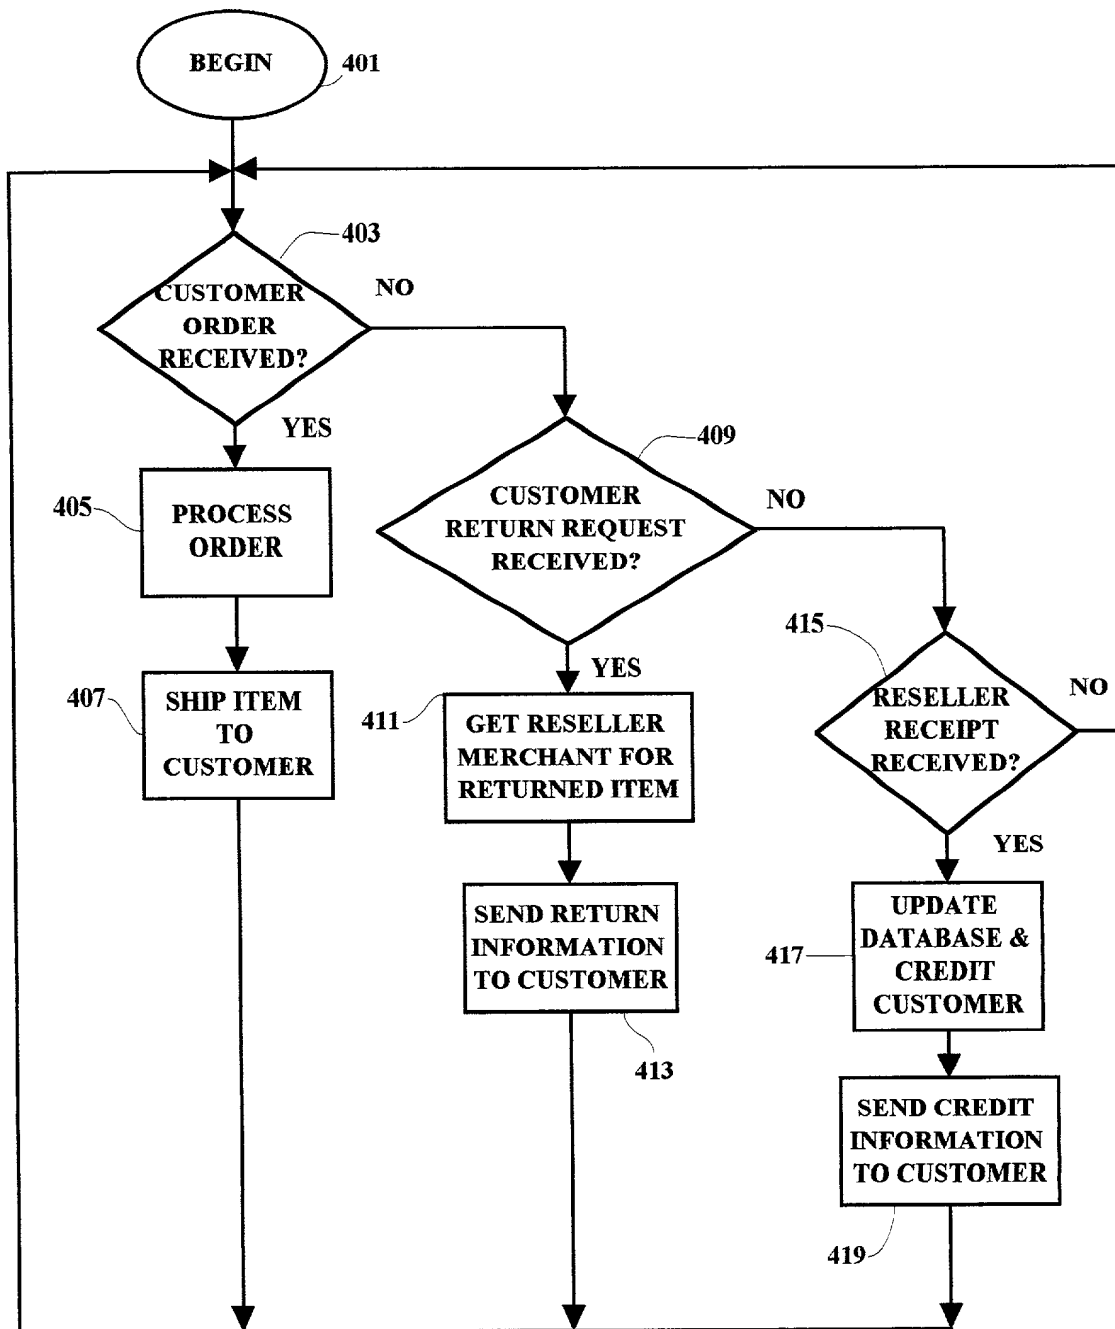 BEGIN
401
403
CUSTOMER
ORDER
RECEIVED?
NO
YES
405
PROCESS
ORDER
407
SHIP ITEM
TO
CUSTOMER
409
CUSTOMER
RETURN REQUEST
RECEIVED?
NO
YES
411
GET RESELLER
MERCHANT FOR
RETURNED ITEM
SEND RETURN
INFORMATION
TO CUSTOMER
413
415
RESELLER
RECEIPT
RECEIVED?
NO
YES
417
UPDATE
DATABASE &
CREDIT
CUSTOMER
SEND CREDIT
INFORMATION
TO CUSTOMER
419